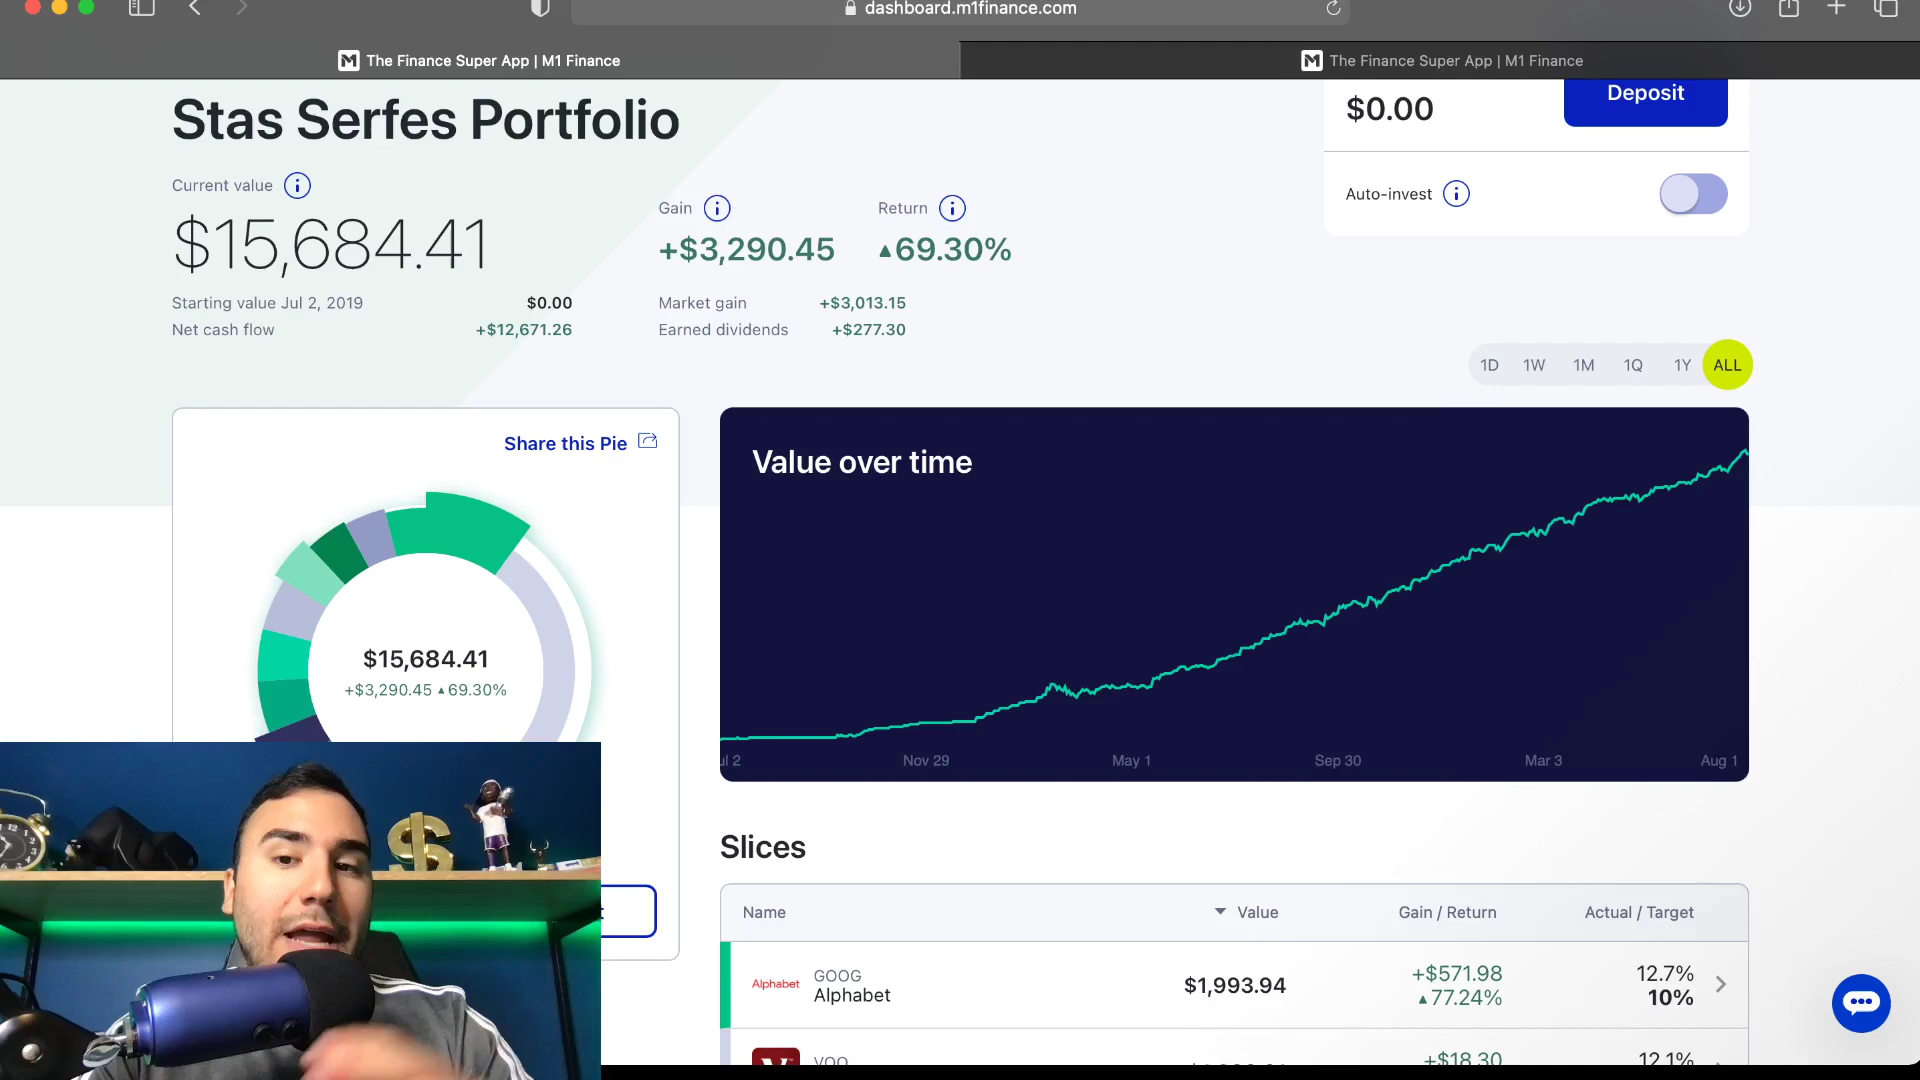 dashboard.m1finance.com
M The Finance Super App | M1 Finance
M The Finance Super App | M1 Finance
Stas Serfes Portfolio
$0.00
Deposit
Auto-invest
Current value
$15,684.41
Starting value Jul 2, 2019 $0.00
Net cash flow +$12,671.26
Gain
+$3,290.45
Return
▲69.30%
Market gain +$3,013.15
Earned dividends +$277.30
1D 1W 1M 1Q 1Y ALL
Share this Pie
$15,684.41
+$3,290.45 ▲69.30%
Value over time
Nov 29 May 1 Sep 30 Mar 3 Aug 1
Slices
Name Value Gain / Return Actual / Target
Alphabet
GOOG
Alphabet
$1,993.94
+$571.98
▲77.24%
12.7%
10%
VOO
+$18.30
12.1%